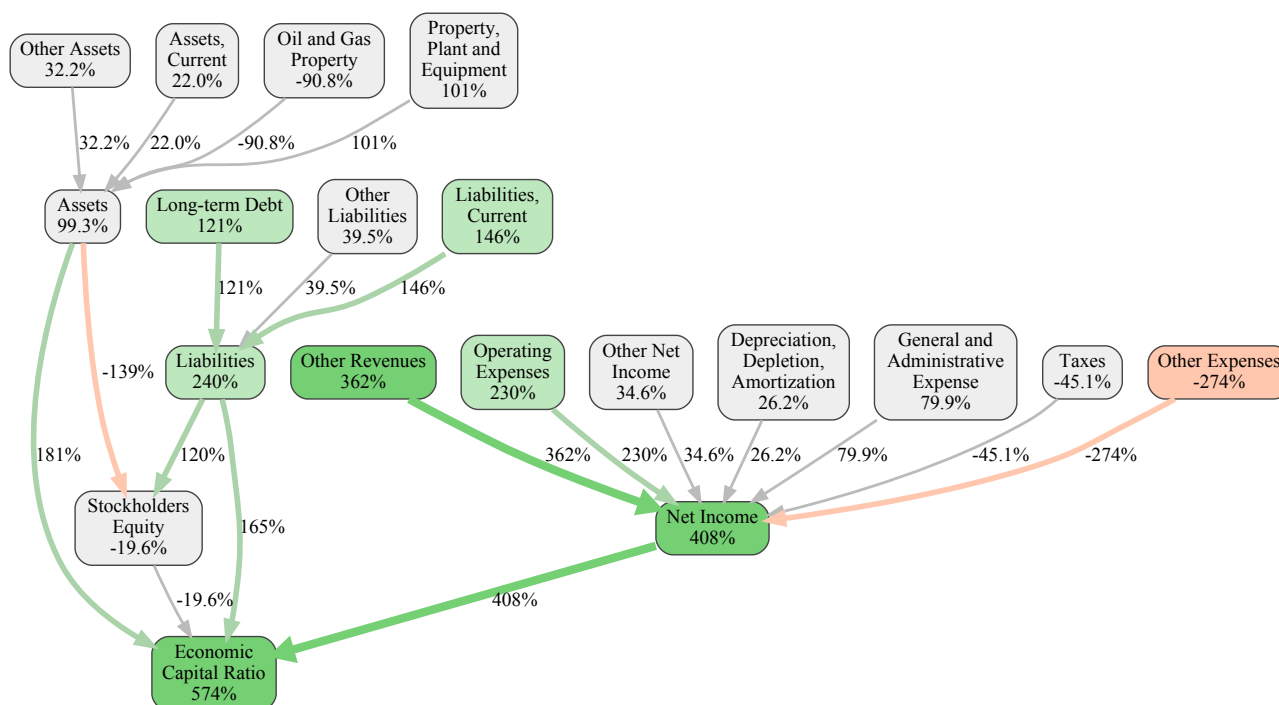 Other Assets
32.2%
Assets,
Current
22.0%
Oil and Gas
Property
-90.8%
Property,
Plant and
Equipment
101%
32.2%
22.0%
-90.8%
101%
Assets
99.3%
Long-term Debt
121%
Other
Liabilities
39.5%
Liabilities,
Current
146%
121%
39.5%
146%
-139%
Liabilities
240%
Other Revenues
362%
Operating
Expenses
230%
Other Net
Income
34.6%
Depreciation,
Depletion,
Amortization
26.2%
General and
Administrative
Expense
79.9%
Taxes
-45.1%
Other Expenses
-274%
181%
120%
362%
230%
34.6%
26.2%
79.9%
-45.1%
-274%
Stockholders
Equity
-19.6%
165%
Net Income
408%
-19.6%
408%
Economic
Capital Ratio
574%